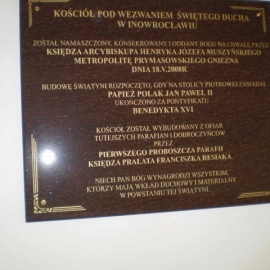 KOŚCIÓŁ POD WEZWANIEM ŚWIĘTEGO DUCHA
W INOWROCŁAWIU
ZOSTAŁ NAMASZCZONY, KONSEKROWANY I ODDANY BOGU NA CHWAŁĘ PRZEZ
KSIĘDZA ARCYBISKUPA HENRYKA JÓZEFA MUSZYŃSKIEGO
METROPOLITĘ PRYMASOWSKIEGO GNIEZNA
DNIA 18.V.2008R
BUDOWĘ ŚWIĄTYNI ROZPOCZĘTO, GDY NA STOLICY PIOTROWEJ ZASIADAŁ
PAPIEŻ POLAK JAN PAWEŁ II
UKOŃCZONO ZA PONTYFIKATU
BENEDYKTA XVI
KOŚCIÓŁ ZOSTAŁ WYBUDOWANY Z OFIAR
TUTEJSZYCH PARAFIAN I DOBROCZYŃCÓW
PRZEZ
PIERWSZEGO PROBOSZCZA PARAFII
KSIĘDZA PRAŁATA FRANCISZKA RESIAKA.
NIECH PAN BÓG WYNAGRODZI WSZYSTKIM,
KTÓRZY MAJĄ WKŁAD DUCHOWY I MATERIALNY
W POWSTANIU TEJ ŚWIĄTYNI.